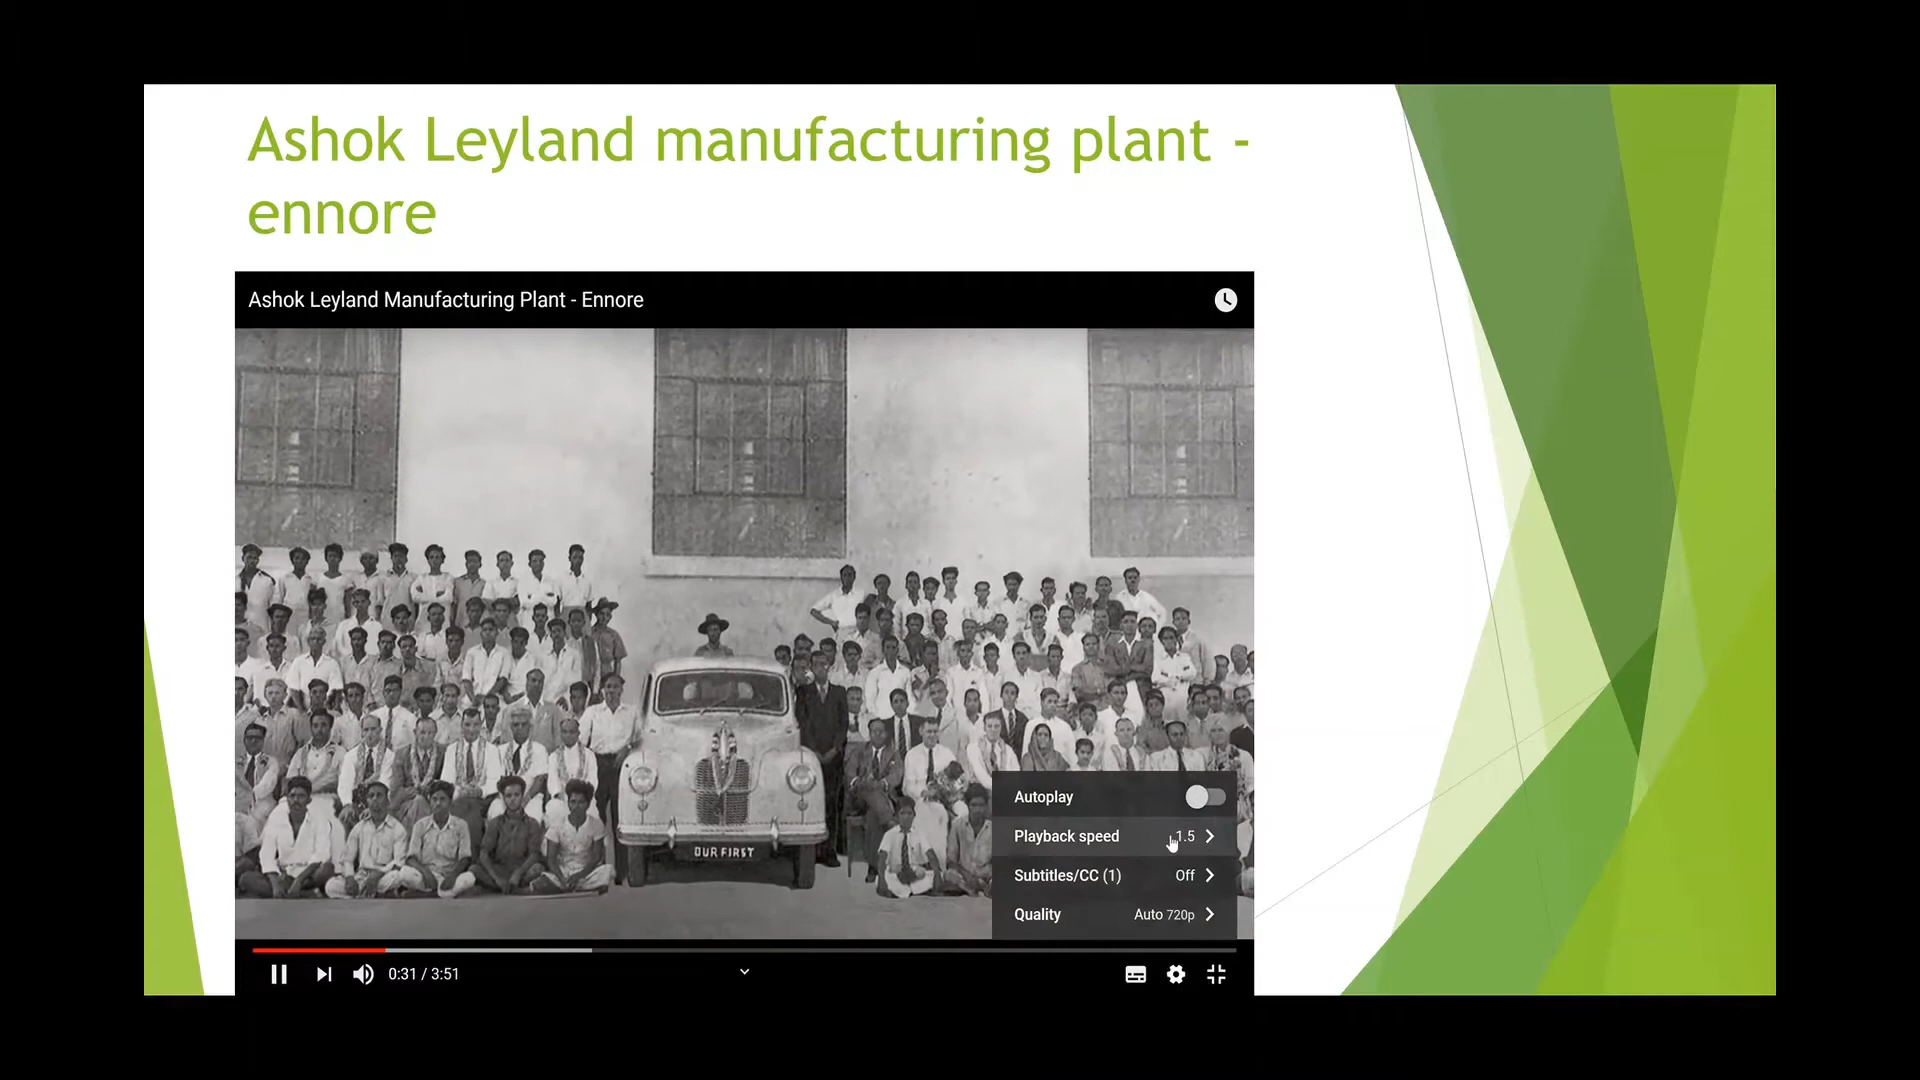 Ashok Leyland manufacturing plant -
ennore
Ashok Leyland Manufacturing Plant - Ennore
OUR FIRST
Autoplay
Playback speed 1.5
Subtitles/CC (1) Off
Quality Auto 720p
0:31 / 3:51